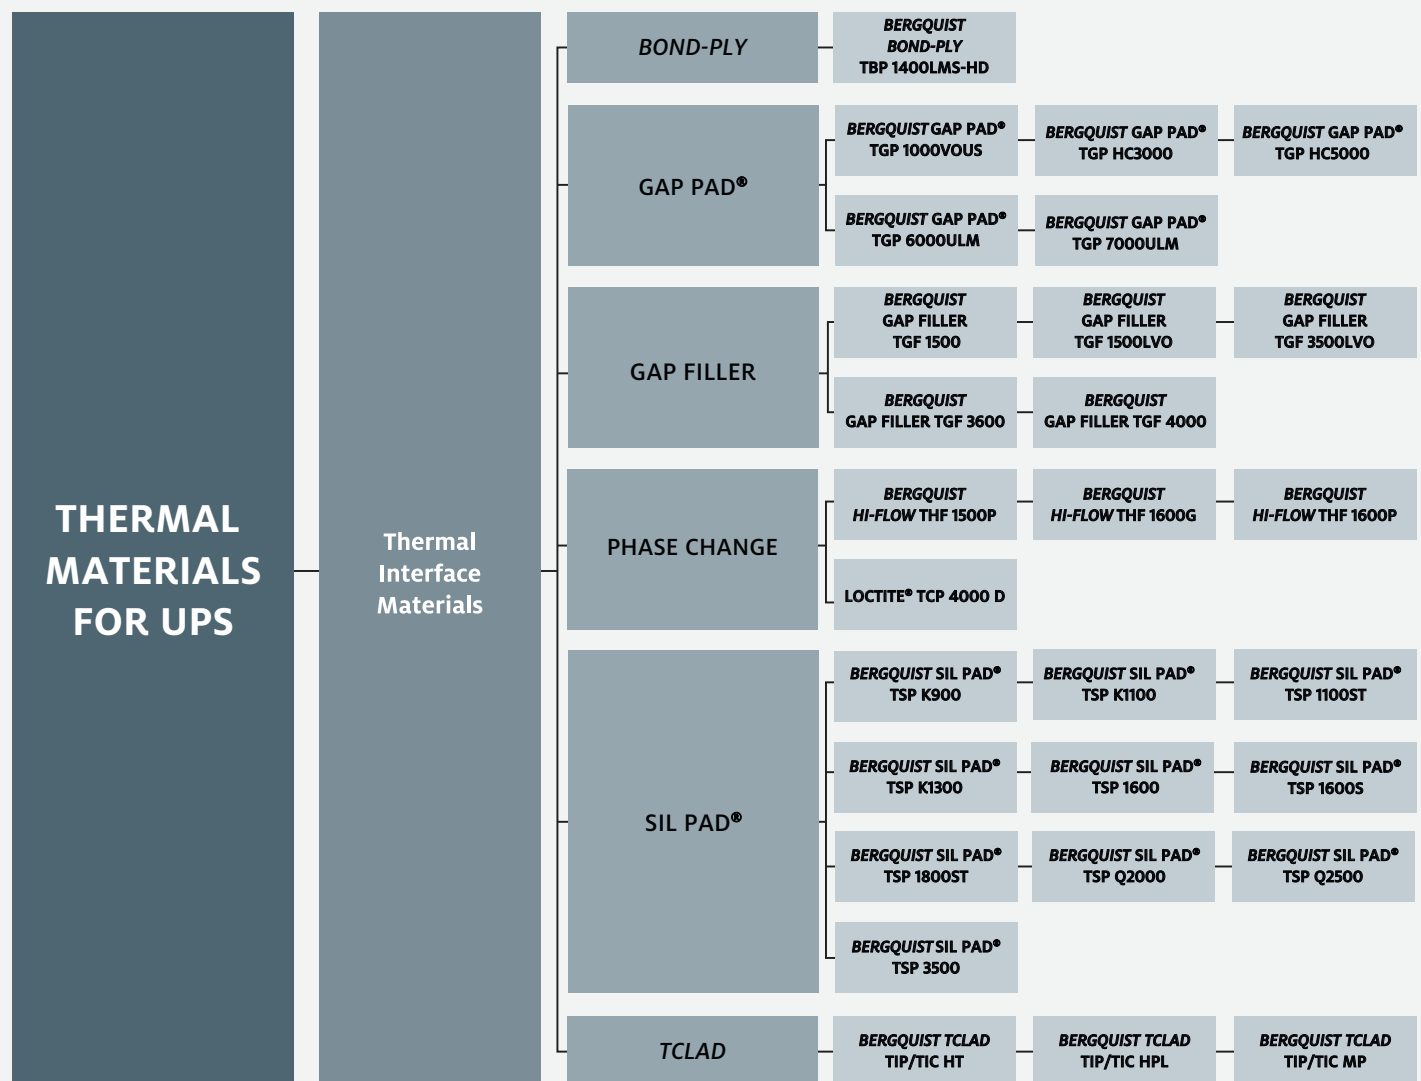 THERMAL
MATERIALS
FOR UPS
Thermal
Interface
Materials
BOND-PLY
BERGQUIST
BOND-PLY
TBP 1400LMS-HD
GAP PAD®
BERGQUIST GAP PAD®
TGP 1000VOUS
BERGQUIST GAP PAD®
TGP HC3000
BERGQUIST GAP PAD®
TGP HC5000
BERGQUIST GAP PAD®
TGP 6000ULM
BERGQUIST GAP PAD®
TGP 7000ULM
GAP FILLER
BERGQUIST
GAP FILLER
TGF 1500
BERGQUIST
GAP FILLER
TGF 1500LVO
BERGQUIST
GAP FILLER
TGF 3500LVO
BERGQUIST
GAP FILLER TGF 3600
BERGQUIST
GAP FILLER TGF 4000
PHASE CHANGE
BERGQUIST
HI-FLOW THF 1500P
BERGQUIST
HI-FLOW THF 1600G
BERGQUIST
HI-FLOW THF 1600P
LOCTITE® TCP 4000 D
SIL PAD®
BERGQUIST SIL PAD®
TSP K900
BERGQUIST SIL PAD®
TSP K1100
BERGQUIST SIL PAD®
TSP 1100ST
BERGQUIST SIL PAD®
TSP K1300
BERGQUIST SIL PAD®
TSP 1600
BERGQUIST SIL PAD®
TSP 1600S
BERGQUIST SIL PAD®
TSP 1800ST
BERGQUIST SIL PAD®
TSP Q2000
BERGQUIST SIL PAD®
TSP Q2500
BERGQUIST SIL PAD®
TSP 3500
TCLAD
BERGQUIST TCLAD
TIP/TIC HT
BERGQUIST TCLAD
TIP/TIC HPL
BERGQUIST TCLAD
TIP/TIC MP